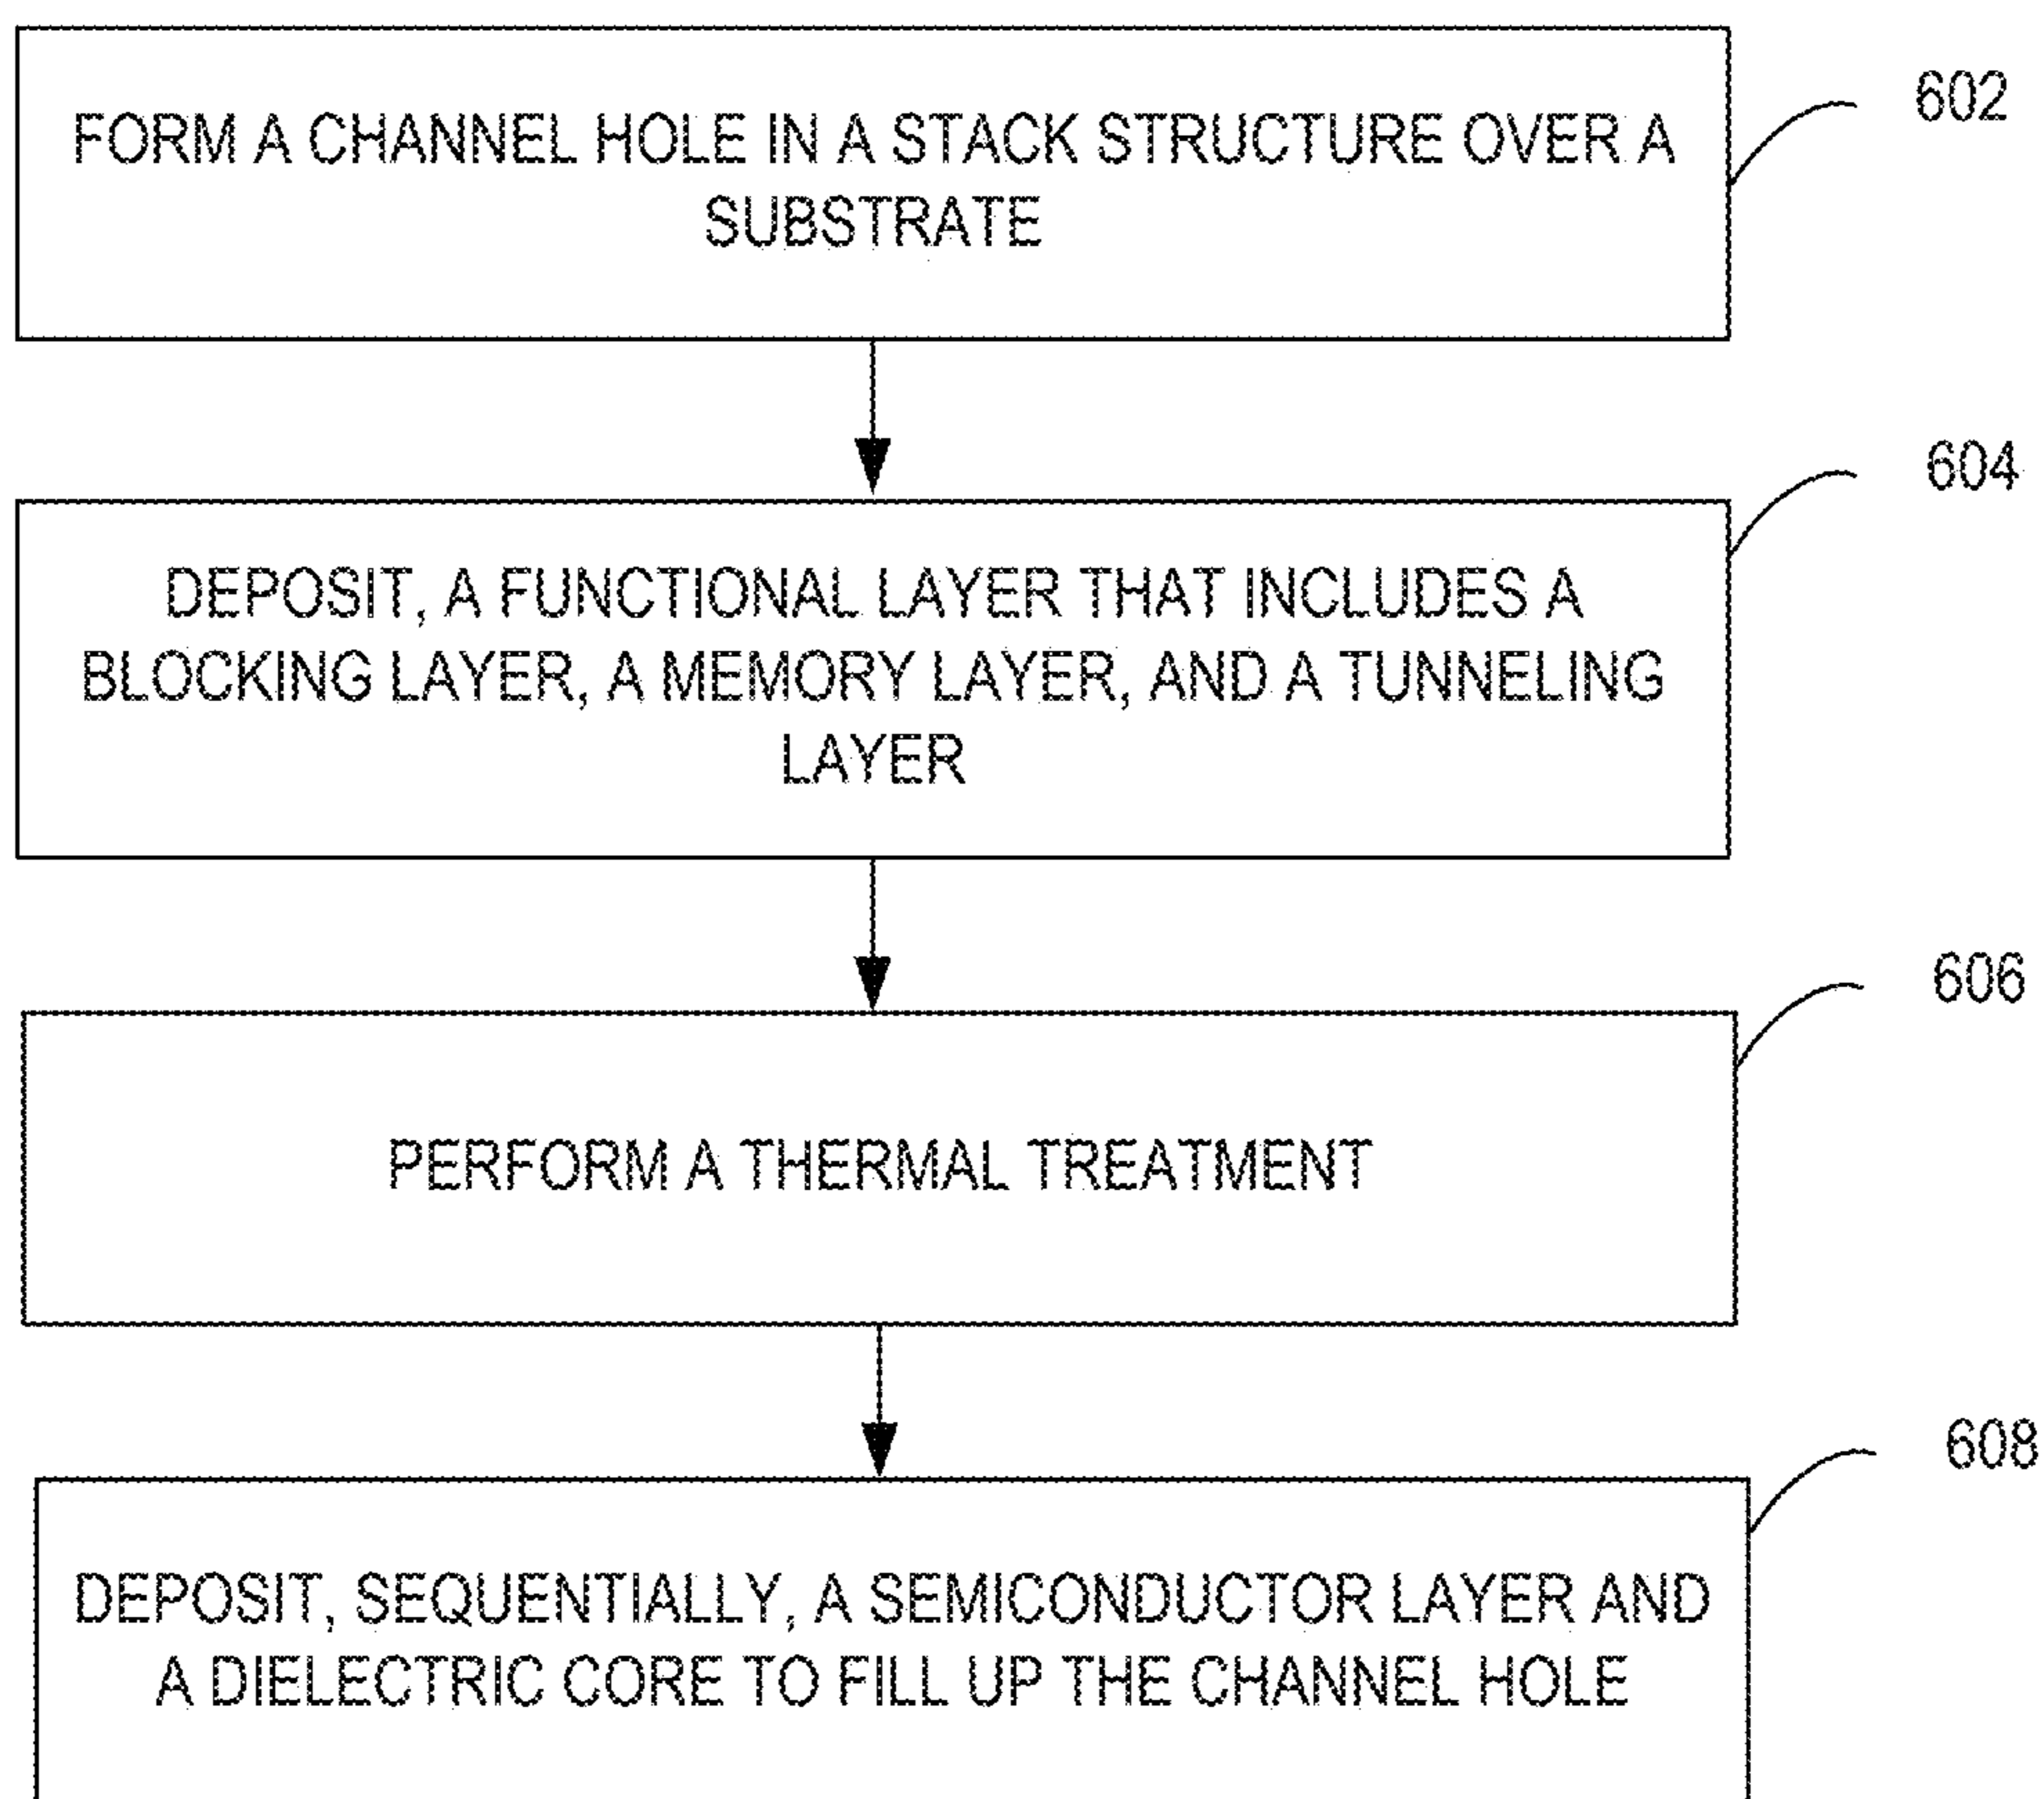 602
FORM A CHANNEL HOLE IN A STACK STRUCTURE OVER A
SUBSTRATE
604
DEPOSIT, A FUNCTIONAL LAYER THAT INCLUDES A
BLOCKING LAYER, A MEMORY LAYER, AND A TUNNELING
LAYER
606
PERFORM A THERMAL TREATMENT
608
DEPOSIT, SEQUENTIALLY, A SEMICONDUCTOR LAYER AND
A DIELECTRIC CORE TO FILL UP THE CHANNEL HOLE